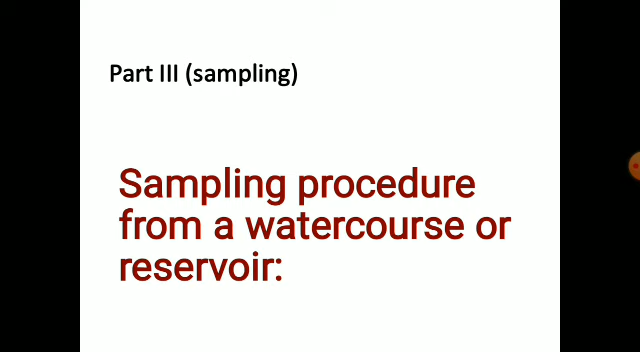 Part III (sampling)
Sampling procedure
from a watercourse or
reservoir: